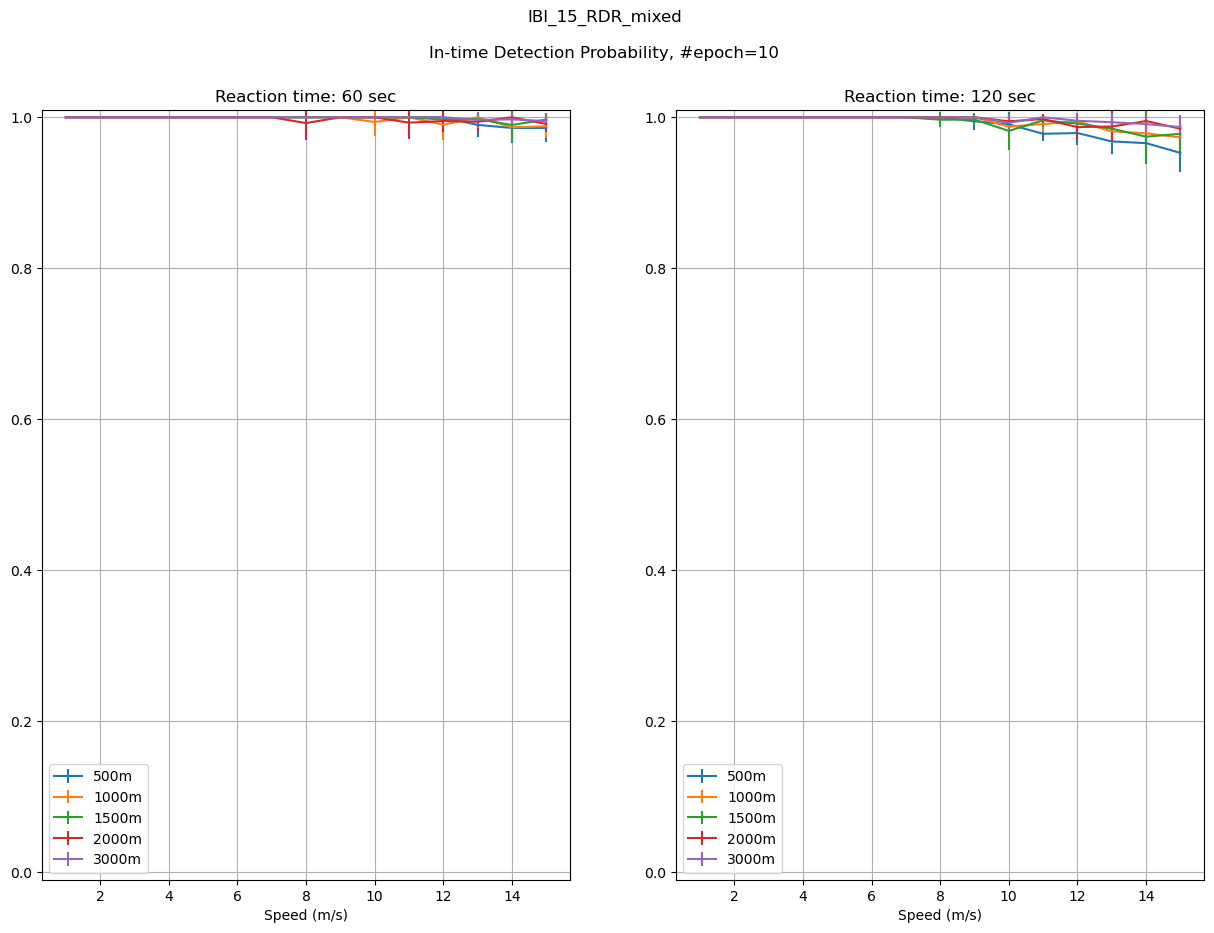 IBI_15_RDR_mixed
In-time Detection Probability, #epoch=10
Reaction time: 60 sec
1.0
0.8
0.6
0.4
0.2
0.0
500m
1000m
1500m
2000m
3000m
2 4 6 8 10 12 14
Speed (m/s)
Reaction time: 120 sec
1.0
0.8
0.6
0.4
0.2
0.0
500m
1000m
1500m
2000m
3000m
2 4 6 8 10 12 14
Speed (m/s)